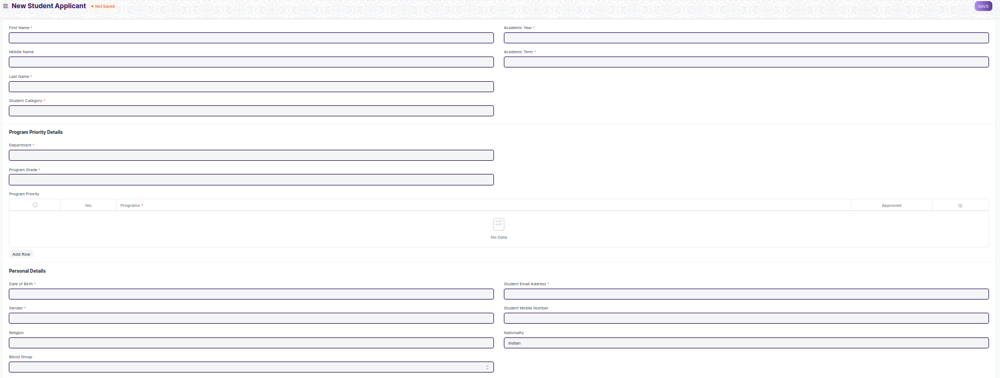 New Student Applicant
Not Saved
SAVE
First Name *
Academic Year *
Middle Name
Academic Term *
Last Name *
Student Category *
Program Priority Details
Department *
Program Grade *
Program Priority
No.
Programs *
Approved
No Data
Add Row
Personal Details
Date of Birth *
Student Email Address *
Gender *
Student Mobile Number
Religion
Nationality
Indian
Blood Group